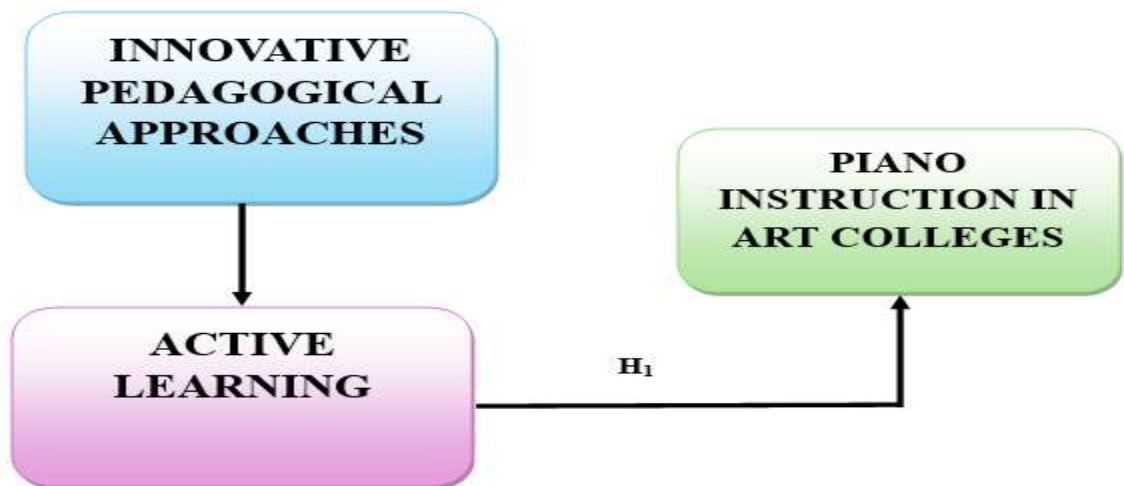 INNOVATIVE
PEDAGOGICAL
APPROACHES
PIANO
INSTRUCTION IN
ART COLLEGES
ACTIVE
LEARNING
H₁